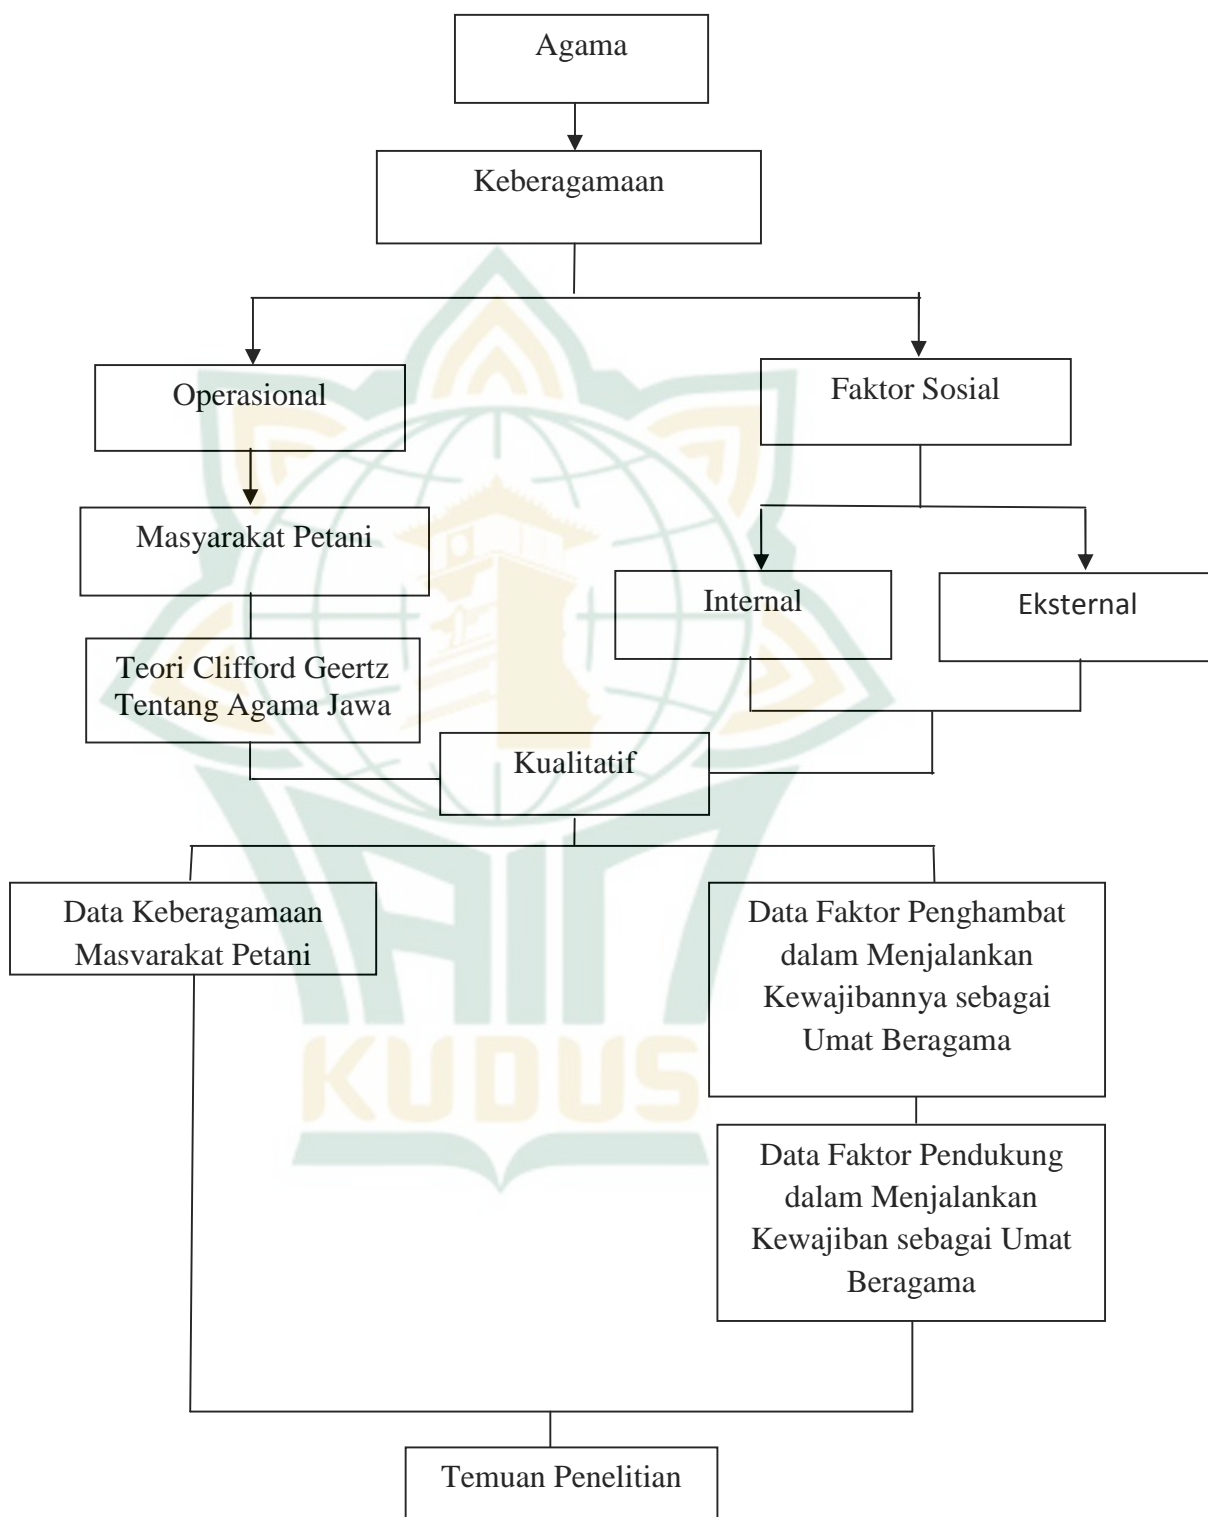 Agama
Keberagamaan
Operasional
Faktor Sosial
Masyarakat Petani
Internal
Eksternal
Teori Clifford Geertz
Tentang Agama Jawa
Kualitatif
Data Keberagamaan
Masyarakat Petani
Data Faktor Penghambat
dalam Menjalankan
Kewajibannya sebagai
Umat Beragama
Data Faktor Pendukung
dalam Menjalankan
Kewajiban sebagai Umat
Beragama
Temuan Penelitian
IAIN
KUDUS